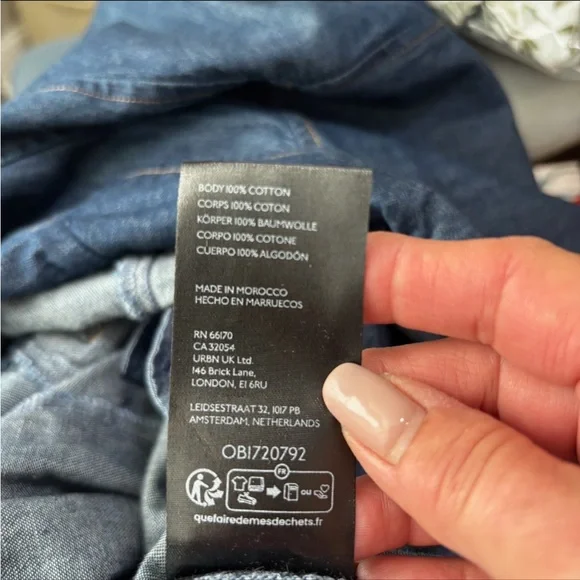 BODY 100% COTTON
CORPS 100% COTON
KÖRPER 100% BAUMWOLLE
CORPO 100% COTONE
CUERPO 100% ALGODÓN
MADE IN MOROCCO
HECHO EN MARRUECOS
RN 66170
CA 32054
URBN UK Ltd.
146 Brick Lane,
LONDON, E1 6RU
LEIDSESTRAAT 32, 1017 PB
AMSTERDAM, NETHERLANDS
OB1720792
FR
OU
quefairedemesdechets.fr